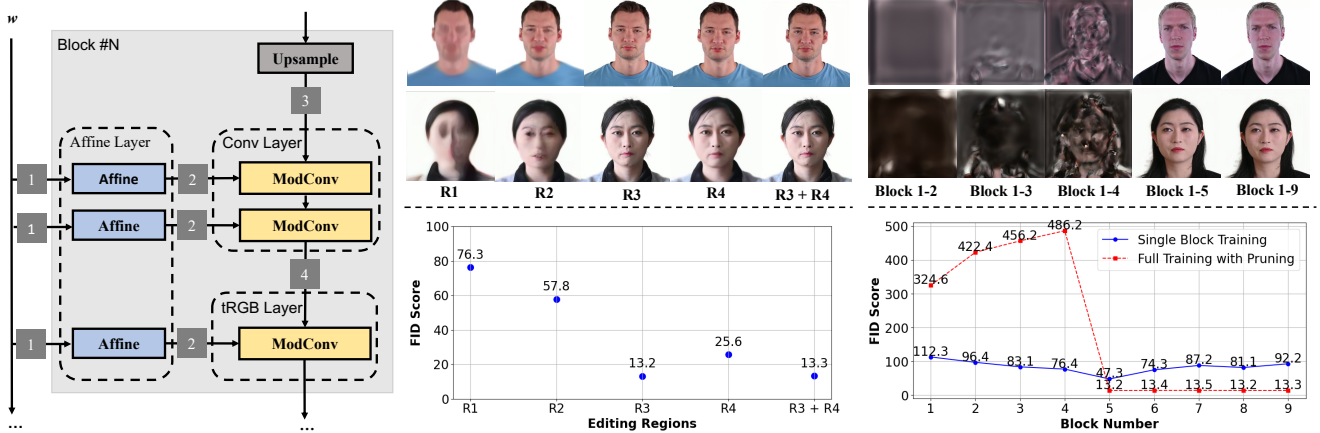 w
Block #N
Upsample
3
Affine Layer
Conv Layer
1
Affine
2
ModConv
1
Affine
2
ModConv
4
tRGB Layer
1
Affine
2
ModConv
...
...
R1 R2 R3 R4 R3 + R4
FID Score
100
80
60
40
20
0
76.3
57.8
13.2
25.6
13.3
R1 R2 R3 R4 R3 + R4
Editing Regions
Block 1-2 Block 1-3 Block 1-4 Block 1-5 Block 1-9
FID Score
500
400
300
200
100
0
Single Block Training
Full Training with Pruning
324.6 422.4 456.2 486.2
112.3 96.4 83.1 76.4 47.3 74.3 87.2 81.1 92.2
13.2 13.4 13.5 13.2 13.3
1 2 3 4 5 6 7 8 9
Block Number